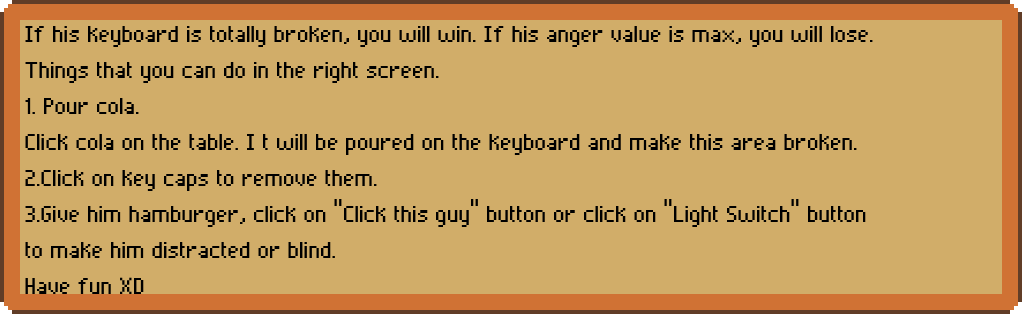 If his keyboard is totally broken, you will win. If his anger value is max, you will lose.
Things that you can do in the right screen.
1. Pour cola.
Click cola on the table. I t will be poured on the keyboard and make this area broken.
2.Click on key caps to remove them.
3.Give him hamburger, click on "Click this guy" button or click on "Light Switch" button
to make him distracted or blind.
Have fun XD